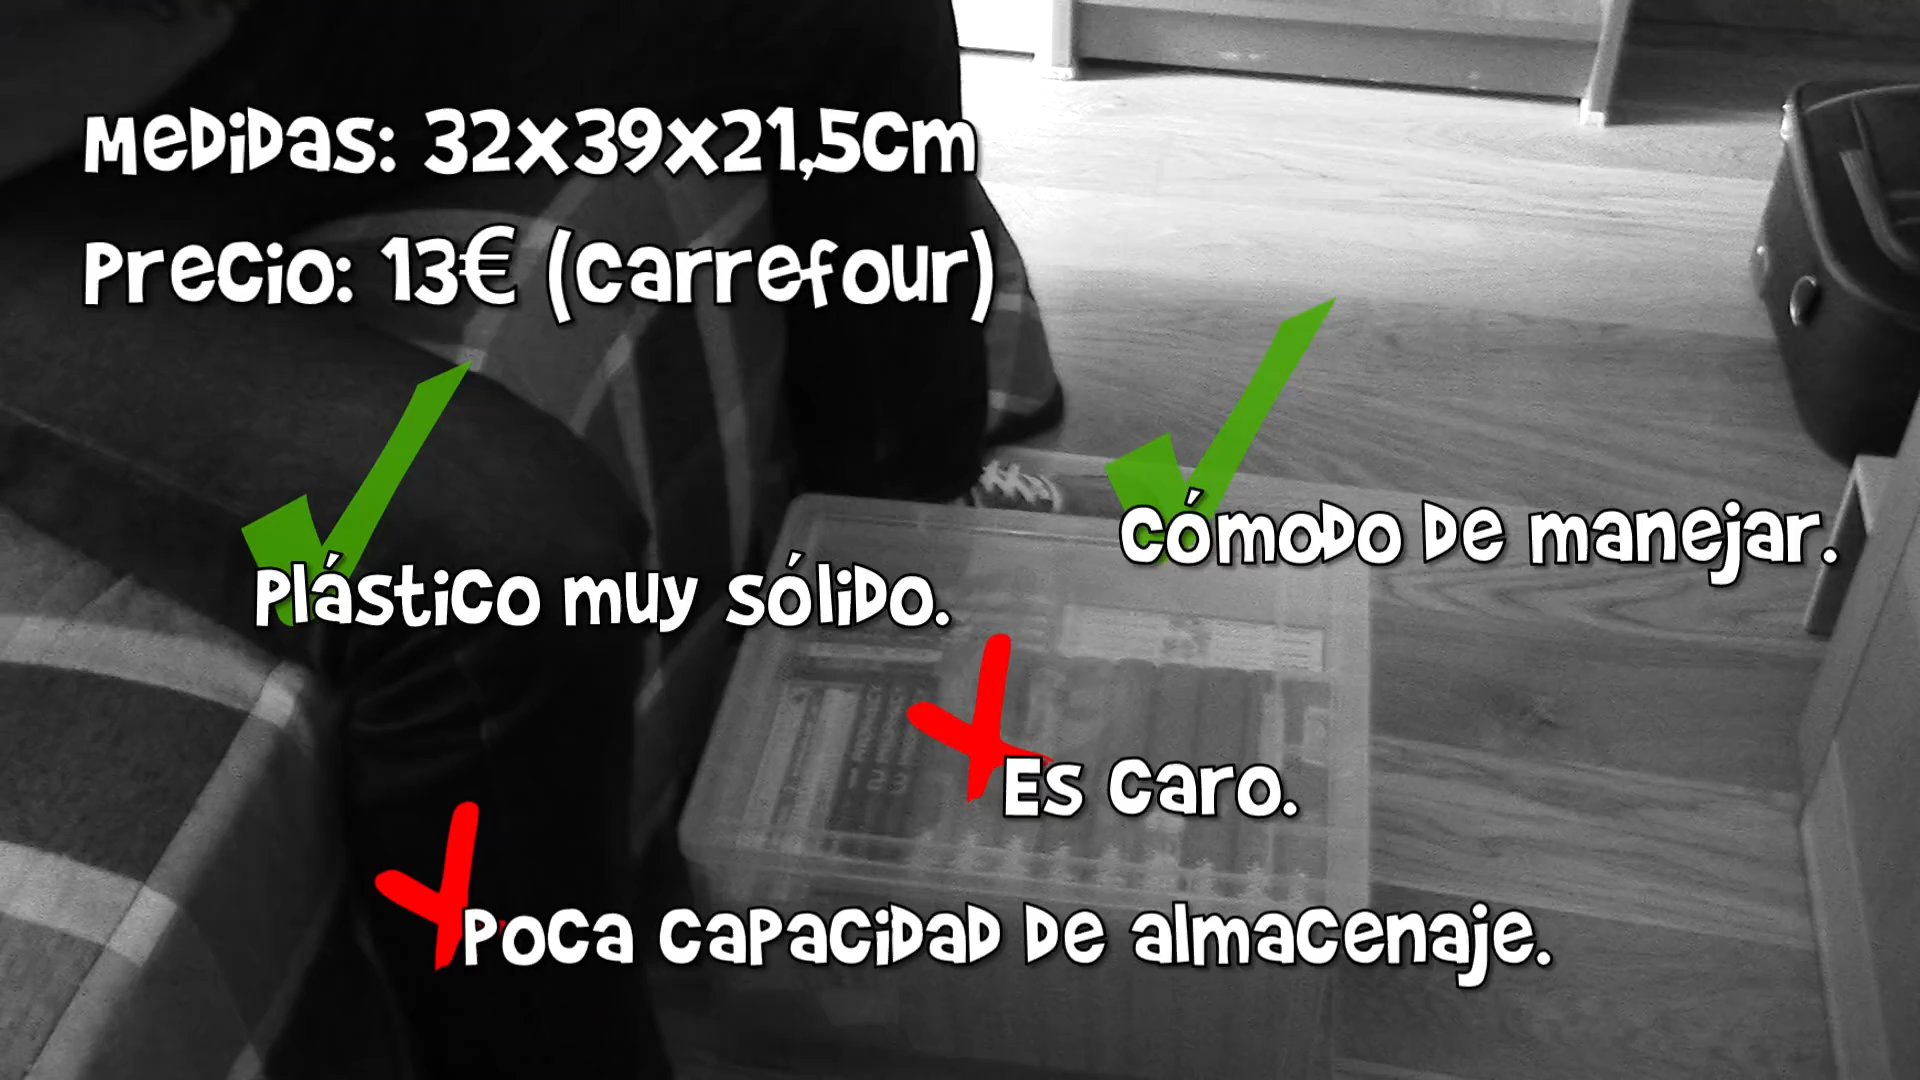 Medidas: 32x39x21,5cm
Precio: 13€ (Carrefour)
Cómodo de manejar.
Plástico muy sólido.
Es caro.
Poca capacidad de almacenaje.